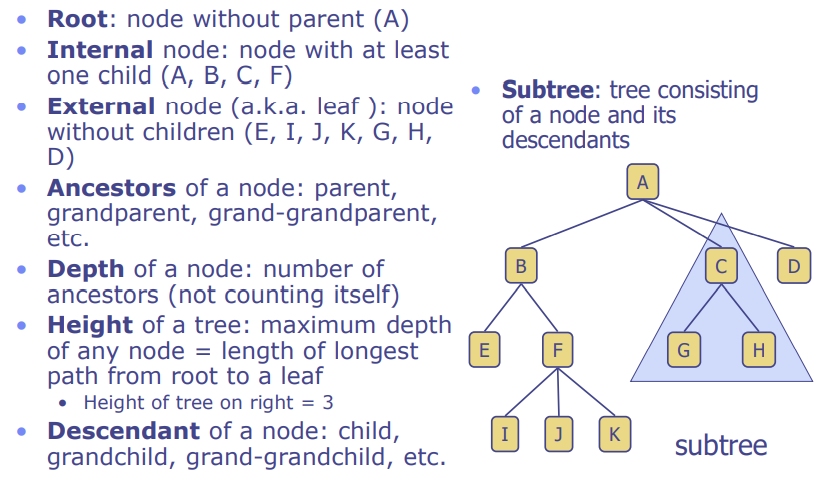 Root: node without parent (A)
Internal node: node with at least
one child (A, B, C, F)
External node (a.k.a. leaf ): node
without children (E, I, J, K, G, H,
D)
Ancestors of a node: parent,
grandparent, grand-grandparent,
etc.
Depth of a node: number of
ancestors (not counting itself)
Height of a tree: maximum depth
of any node = length of longest
path from root to a leaf
Height of tree on right = 3
Descendant of a node: child,
grandchild, grand-grandchild, etc.
Subtree: tree consisting
of a node and its
descendants
A
B
C
D
E
F
G
H
I
J
K
subtree